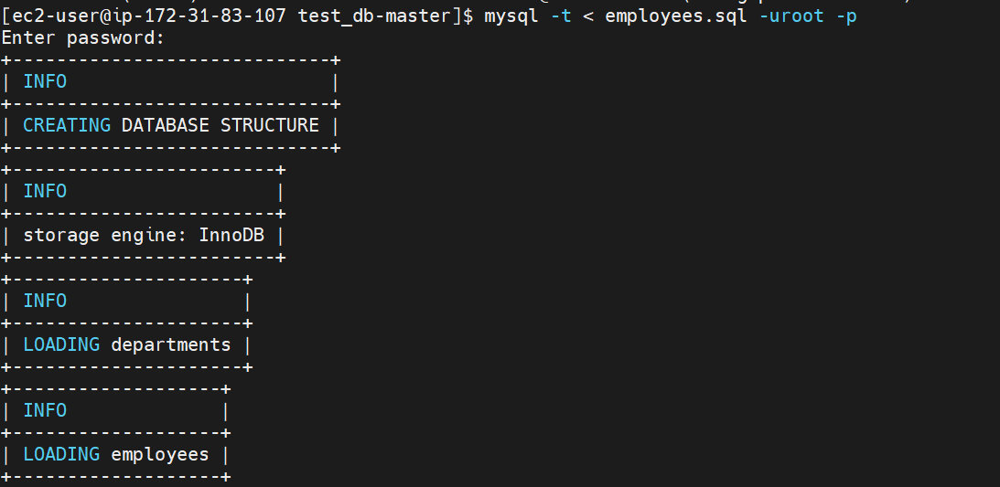 [ec2-user@ip-172-31-83-107 test_db-master]$ mysql -t < employees.sql -uroot -p
Enter password:
+-----------------------------+
| INFO                        |
+-----------------------------+
| CREATING DATABASE STRUCTURE |
+-----------------------------+
+------------------------+
| INFO                   |
+------------------------+
| storage engine: InnoDB |
+------------------------+
+---------------------+
| INFO                |
+---------------------+
| LOADING departments |
+---------------------+
+-------------------+
| INFO              |
+-------------------+
| LOADING employees |
+-------------------+